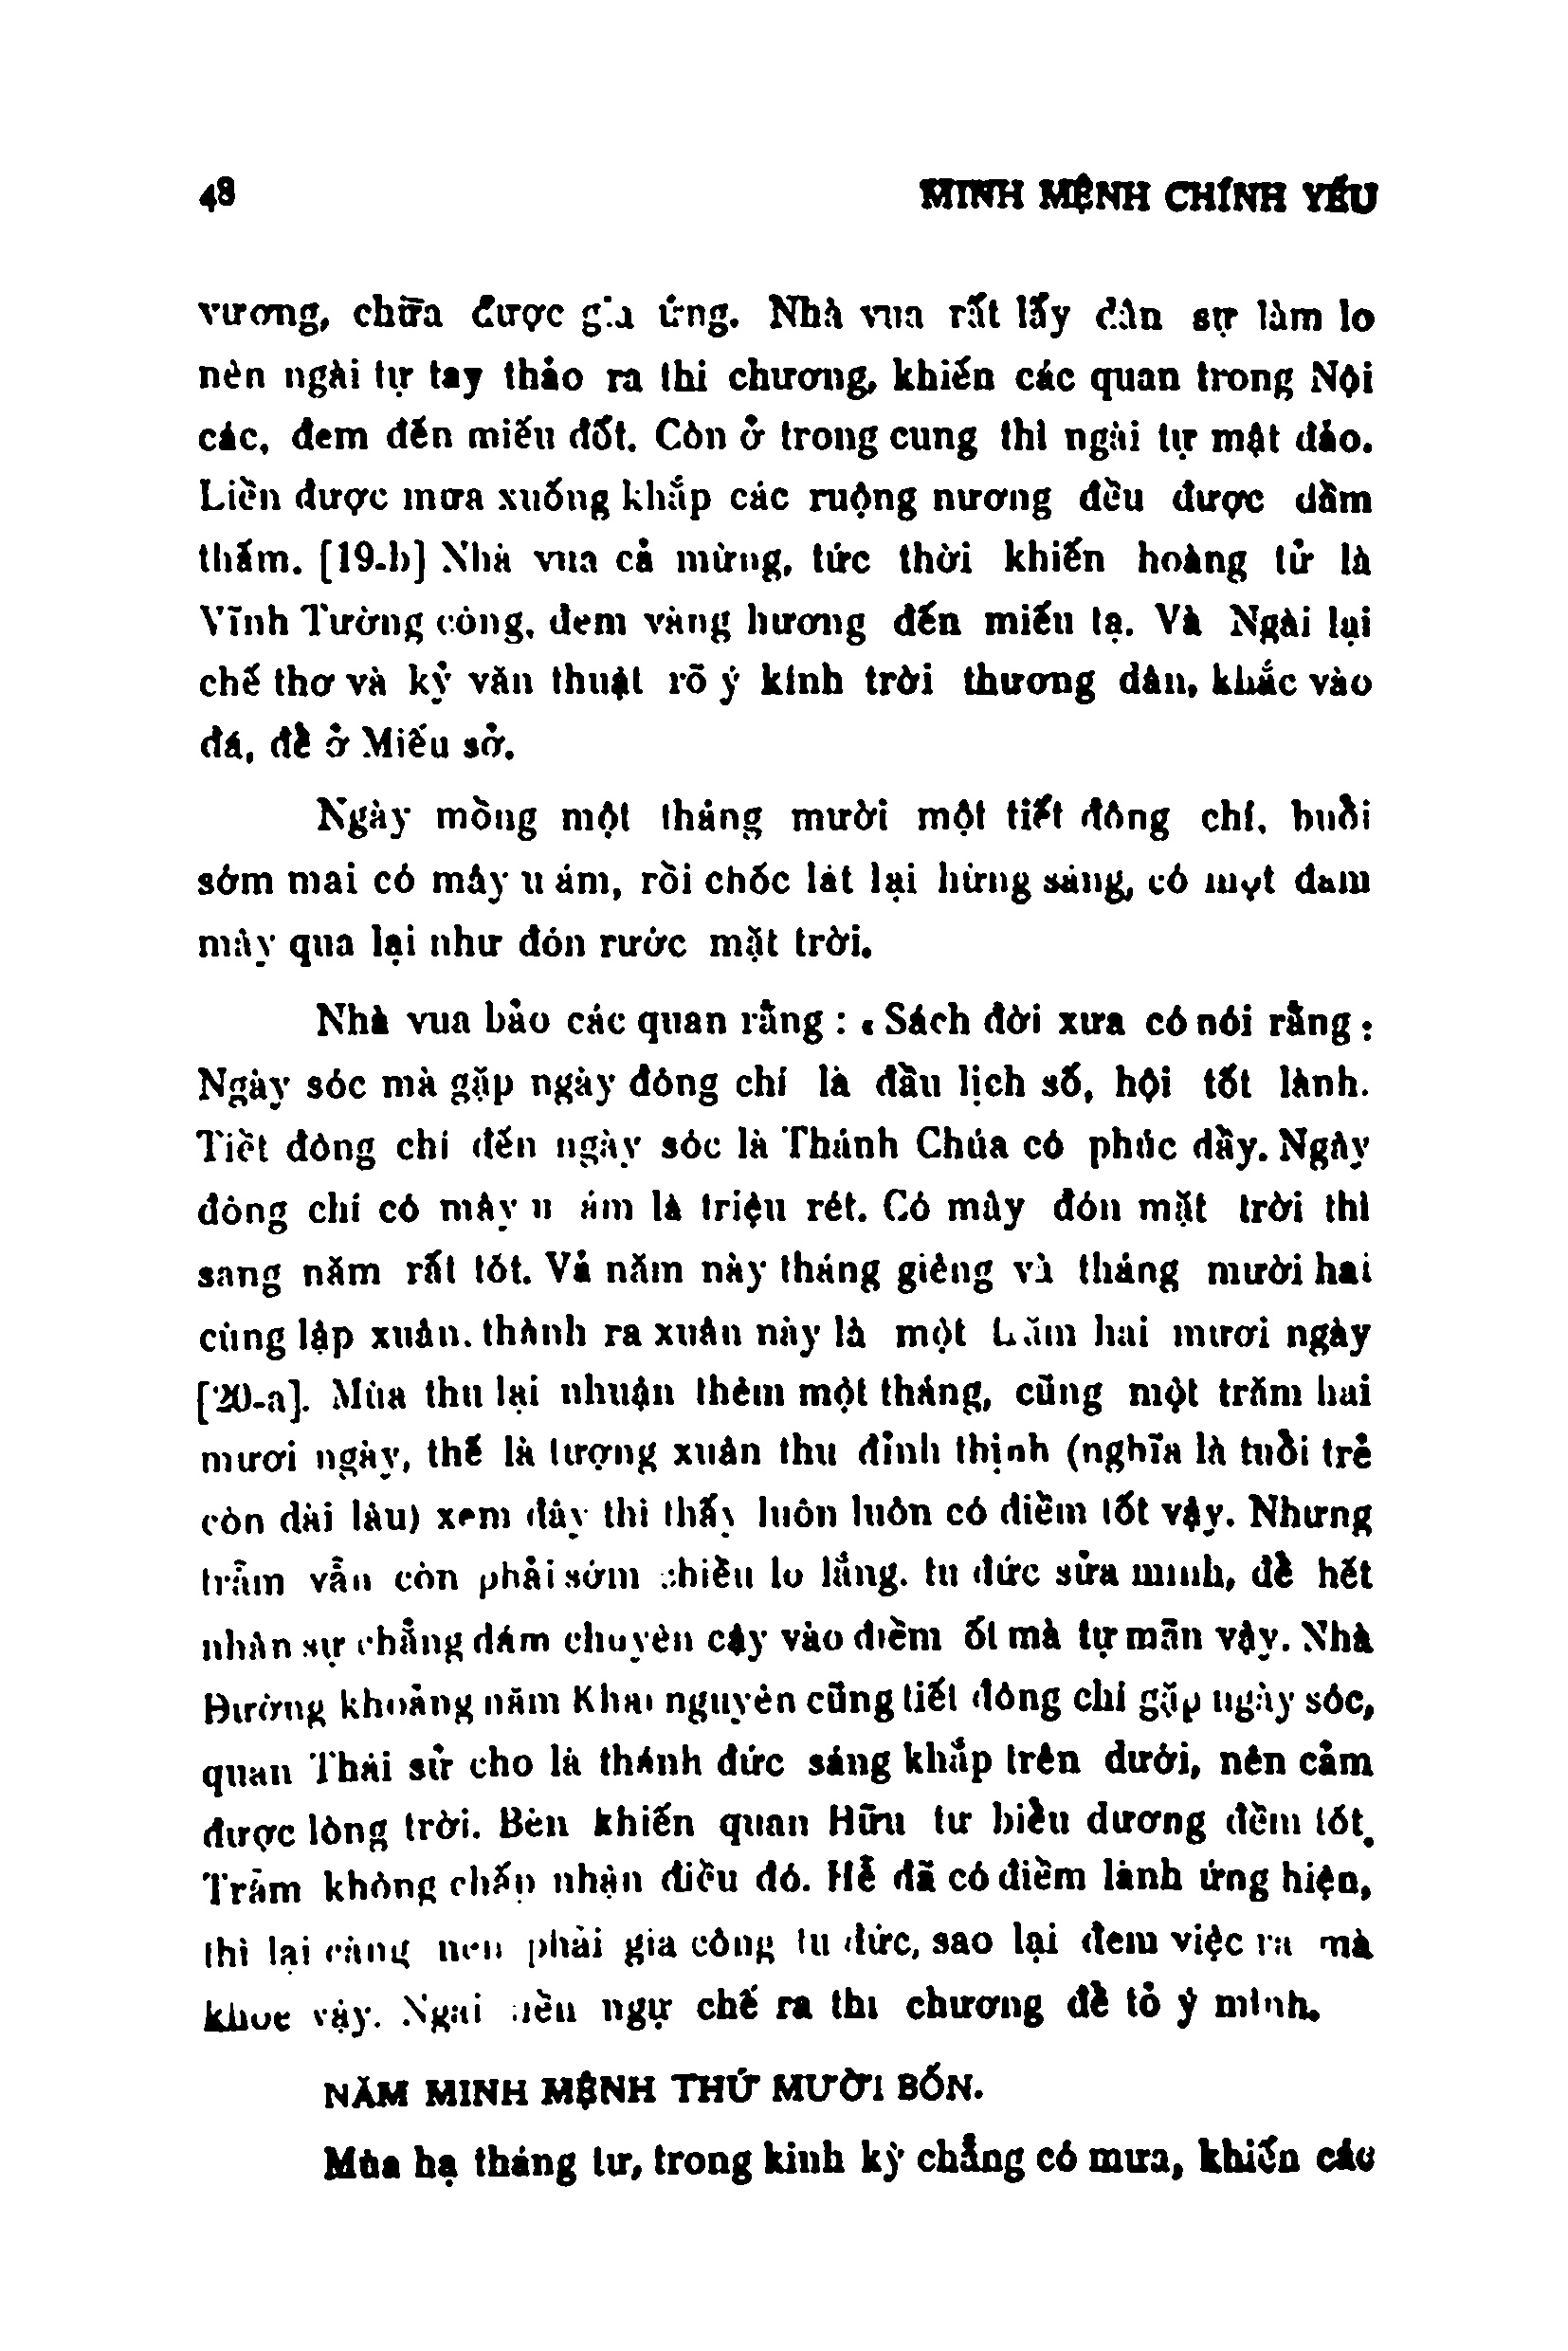 48 MINH MỆNH CHÍNH YẾU
vương, chữa được gia ứng. Nhà vua rất lấy dân sự làm lo
nên ngài tự tay thảo ra thi chương, khiến các quan trong Nội
các, đem đến miếu đốt. Còn ở trong cung thì ngài tự mật đảo.
Liền được mưa xuống khắp các ruộng nương đều được dầm
thấm. [19-b] Nhà vua cả mừng, tức thời khiến hoàng tử là
Vĩnh Tường công, đem vàng hương đến miếu tạ. Và Ngài lại
chế thơ và kỷ văn thuật rõ ý kính trời thương dân, khắc vào
đá, để ở Miếu sở.
Ngày mồng một tháng mười một tiết đông chí, buổi
sớm mai có mây u ám, rồi chốc lát lại hừng sáng, có một đám
mây qua lại như đón rước mặt trời.
Nhà vua bảo các quan rằng : « Sách đời xưa có nói rằng :
Ngày sóc mà gặp ngày đông chí là đầu lịch số, hội tốt lành.
Tiết đông chí đến ngày sóc là Thánh Chúa có phúc dầy. Ngày
đông chí có mây u ám là triệu rét. Có mây đón mặt trời thì
sang năm rất tốt. Vả năm này tháng giêng và tháng mười hai
cùng lập xuân. thành ra xuân này là một trăm hai mươi ngày
[20-a]. Mùa thu lại nhuận thêm một tháng, cũng một trăm hai
mươi ngày, thế là tượng xuân thu đỉnh thịnh (nghĩa là tuổi trẻ
còn dài lâu) xem đây thì thấy luôn luôn có điềm tốt vậy. Nhưng
trẫm vẫn còn phải sớm chiều lo lắng. tu đức sửa mình, để hết
nhân sự chẳng dám chuyên cậy vào điềm tốt mà tự mãn vậy. Nhà
Đường khoảng năm Khai nguyên cũng tiết đông chí gặp ngày sóc,
quan Thái sử cho là thánh đức sáng khắp trên dưới, nên cảm
được lòng trời. Bèn khiến quan Hữu tư biểu dương đềm tốt.
Trẫm không chấp nhận điều đó. Hễ đã có điềm lành ứng hiện,
thì lại càng nên phải gia công tu đức, sao lại đem việc ra mà
khoe vậy. Ngài liền ngự chế ra thi chương để tỏ ý mình.
NĂM MINH MỆNH THỨ MƯỜI BỐN.
Mùa hạ tháng tư, trong kinh kỳ chẳng có mưa, khiến các